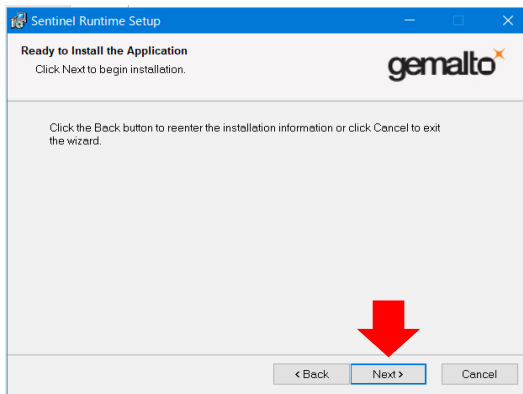 Sentinel Runtime Setup
Ready to Install the Application
Click Next to begin installation.
gemalto
Click the Back button to reenter the installation information or click Cancel to exit
the wizard.
< Back
Next >
Cancel